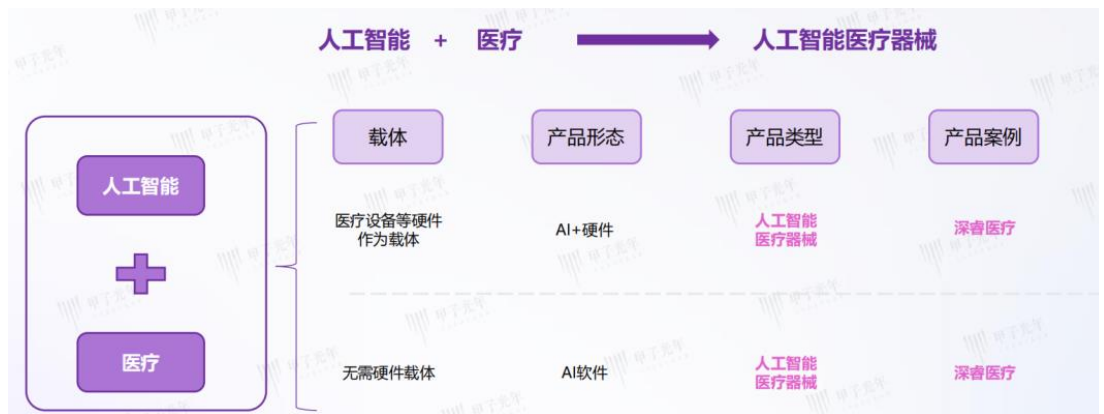 人工智能 + 医疗 人工智能医疗器械
载体 产品形态 产品类型 产品案例
人工智能
医疗设备等硬件
作为载体
AI+硬件
人工智能
医疗器械
深睿医疗
医疗
无需硬件载体
AI软件
人工智能
医疗器械
深睿医疗
甲子光年